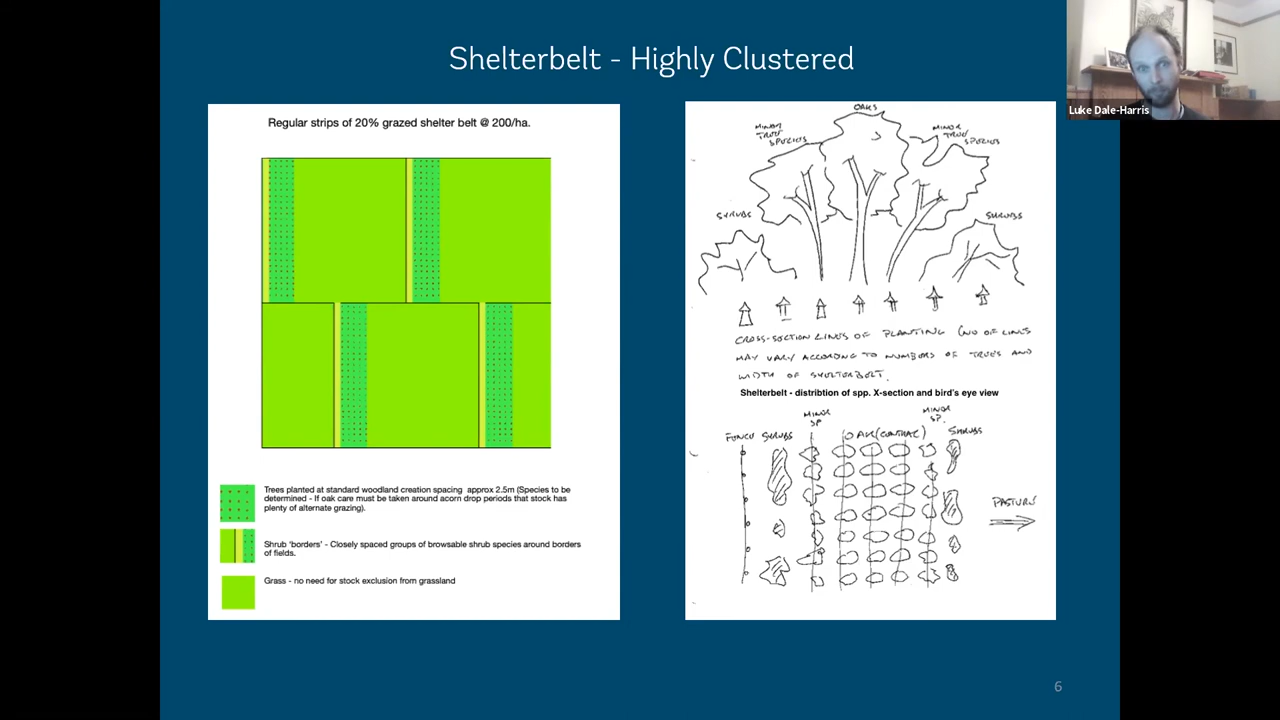 Shelterbelt - Highly Clustered
Luke Dale-Harris
Regular strips of 20% grazed shelter belt @ 200/ha.
Trees planted at standard woodland creation spacing approx 2.5m (Species to be
determined - If oak care must be taken around acorn drop periods that stock has
plenty of alternate grazing).
Shrub 'borders' - Closely spaced groups of browsable shrub species around borders
of fields.
Grass - no need for stock exclusion from grassland
OAKS
MINOR
TREE
SPECIES
MINOR
TREE
SPECIES
SHRUBS
SHRUBS
CROSS-SECTION LINES OF PLANTING (NO OF LINES
MAY VARY ACCORDING TO NUMBERS OF TREES AND
WIDTH OF SHELTERBELT.
Shelterbelt - distribtion of spp. X-section and bird's eye view
MINOR
SP
MINOR
SP.
FENCE SHRUBS
OAK (CENTRAL)
SHRUBS
PASTURE
6